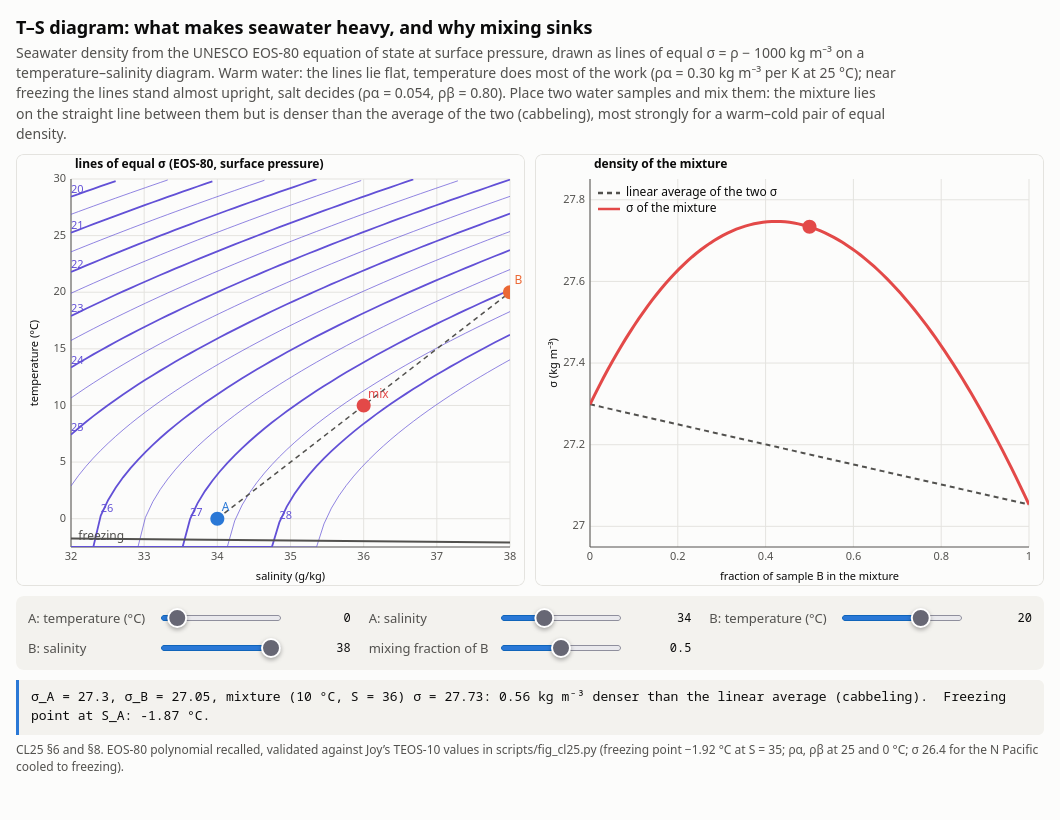 T–S diagram: what makes seawater heavy, and why mixing sinks
Seawater density from the UNESCO EOS-80 equation of state at surface pressure, drawn as lines of equal σ = ρ − 1000 kg m⁻³ on a
temperature–salinity diagram. Warm water: the lines lie flat, temperature does most of the work (ρα = 0.30 kg m⁻³ per K at 25 °C); near
freezing the lines stand almost upright, salt decides (ρα = 0.054, ρβ = 0.80). Place two water samples and mix them: the mixture lies
on the straight line between them but is denser than the average of the two (cabbeling), most strongly for a warm–cold pair of equal
density.
lines of equal σ (EOS-80, surface pressure)
30
25
20
15
10
5
0
temperature (°C)
20
21
22
23
24
25
26
27
28
A
B
mix
freezing
32 33 34 35 36 37 38
salinity (g/kg)
density of the mixture
linear average of the two σ
σ of the mixture
27.8
27.6
27.4
27.2
27
σ (kg m⁻³)
0 0.2 0.4 0.6 0.8 1
fraction of sample B in the mixture
A: temperature (°C) 0 A: salinity 34 B: temperature (°C) 20
B: salinity 38 mixing fraction of B 0.5
σ_A = 27.3, σ_B = 27.05, mixture (10 °C, S = 36) σ = 27.73: 0.56 kg m⁻³ denser than the linear average (cabbeling). Freezing
point at S_A: -1.87 °C.
CL25 §6 and §8. EOS-80 polynomial recalled, validated against Joy’s TEOS-10 values in scripts/fig_cl25.py (freezing point −1.92 °C at S = 35; ρα, ρβ at 25 and 0 °C; σ 26.4 for the N Pacific
cooled to freezing).